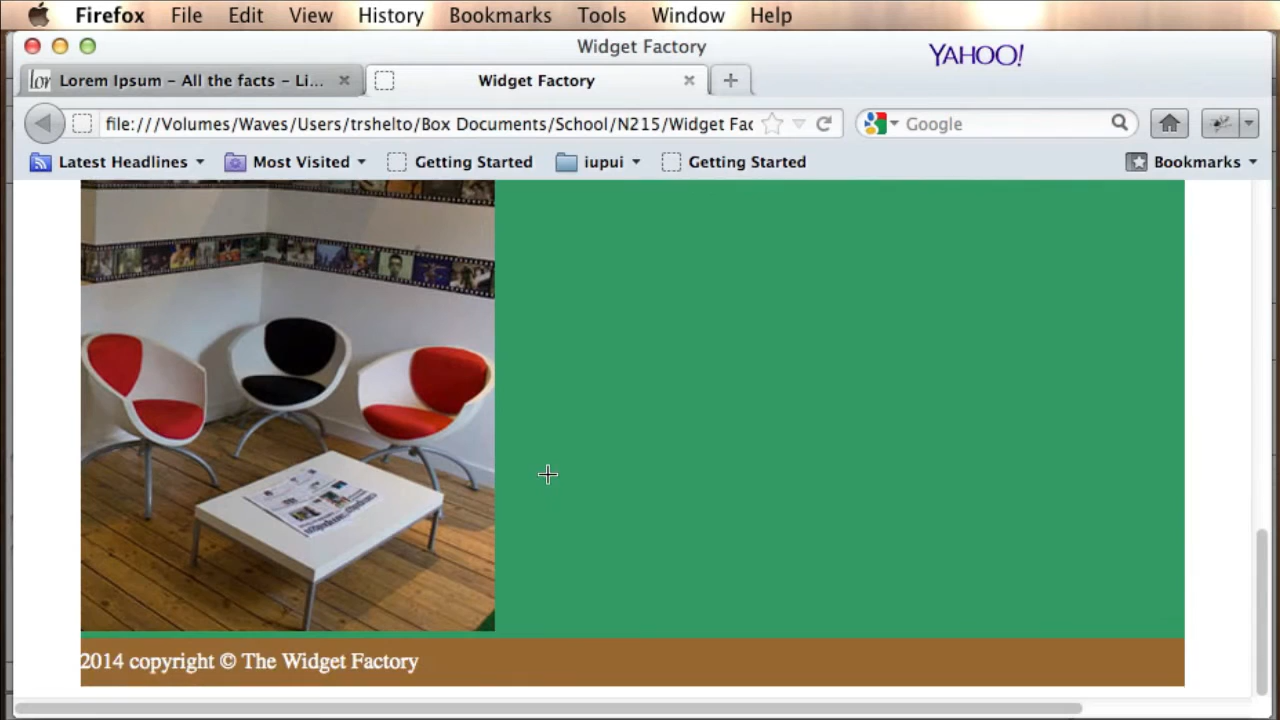 Firefox File Edit View History Bookmarks Tools Window Help
Widget Factory
YAHOO!
lor Lorem Ipsum – All the facts – Li...
Widget Factory
file:///Volumes/Waves/Users/trshelto/Box Documents/School/N215/Widget Fac
Google
Latest Headlines Most Visited Getting Started iupui Getting Started Bookmarks
2014 copyright © The Widget Factory